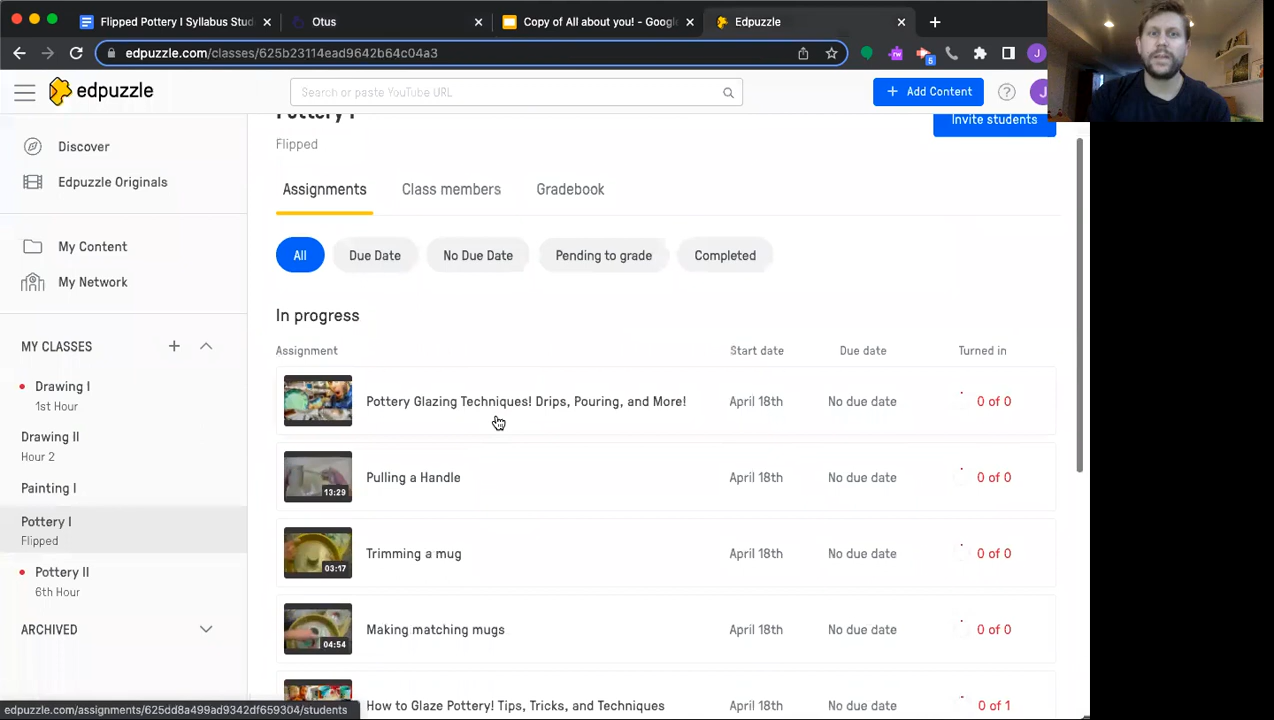 Flipped Pottery I Syllabus Stud
Otus
Copy of All about you! - Google
Edpuzzle
edpuzzle.com/classes/625b23114ead9642b64c04a3
6
J
edpuzzle
Search or paste YouTube URL
+ Add Content
?
J
Discover
Edpuzzle Originals
My Content
My Network
MY CLASSES
Drawing I
1st Hour
Drawing II
Hour 2
Painting I
Pottery I
Flipped
Pottery II
6th Hour
ARCHIVED
Pottery I
Flipped
Invite students
Assignments Class members Gradebook
All Due Date No Due Date Pending to grade Completed
In progress
Assignment Start date Due date Turned in
Pottery Glazing Techniques! Drips, Pouring, and More! April 18th No due date 0 of 0
13:29 Pulling a Handle April 18th No due date 0 of 0
03:17 Trimming a mug April 18th No due date 0 of 0
04:54 Making matching mugs April 18th No due date 0 of 0
How to Glaze Pottery! Tips, Tricks, and Techniques No due date 0 of 1
edpuzzle.com/assignments/625dd8a499ad9342df659304/students